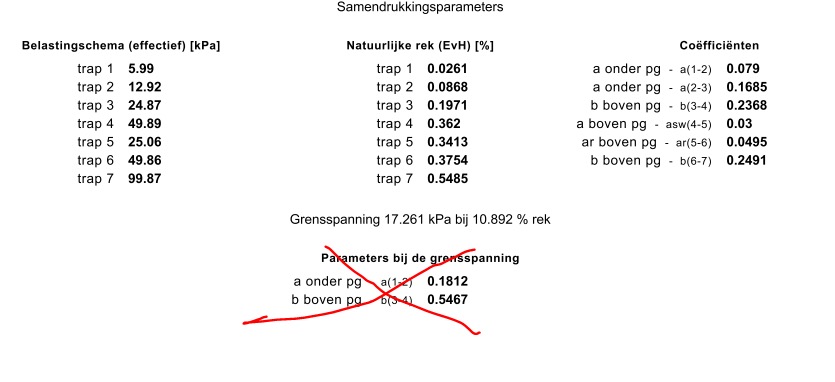 Samendrukkingsparameters
Belastingschema (effectief) [kPa] Natuurlijke rek (EvH) [%] Coëfficiënten
trap 1 5.99 trap 1 0.0261 a onder pg - a(1-2) 0.079
trap 2 12.92 trap 2 0.0868 a onder pg - a(2-3) 0.1685
trap 3 24.87 trap 3 0.1971 b boven pg - b(3-4) 0.2368
trap 4 49.89 trap 4 0.362 a boven pg - asw(4-5) 0.03
trap 5 25.06 trap 5 0.3413 ar boven pg - ar(5-6) 0.0495
trap 6 49.86 trap 6 0.3754 b boven pg - b(6-7) 0.2491
trap 7 99.87 trap 7 0.5485
Grensspanning 17.261 kPa bij 10.892 % rek
Parameters bij de grensspanning
a onder pg a(1-2) 0.1812
b boven pg b(3-4) 0.5467